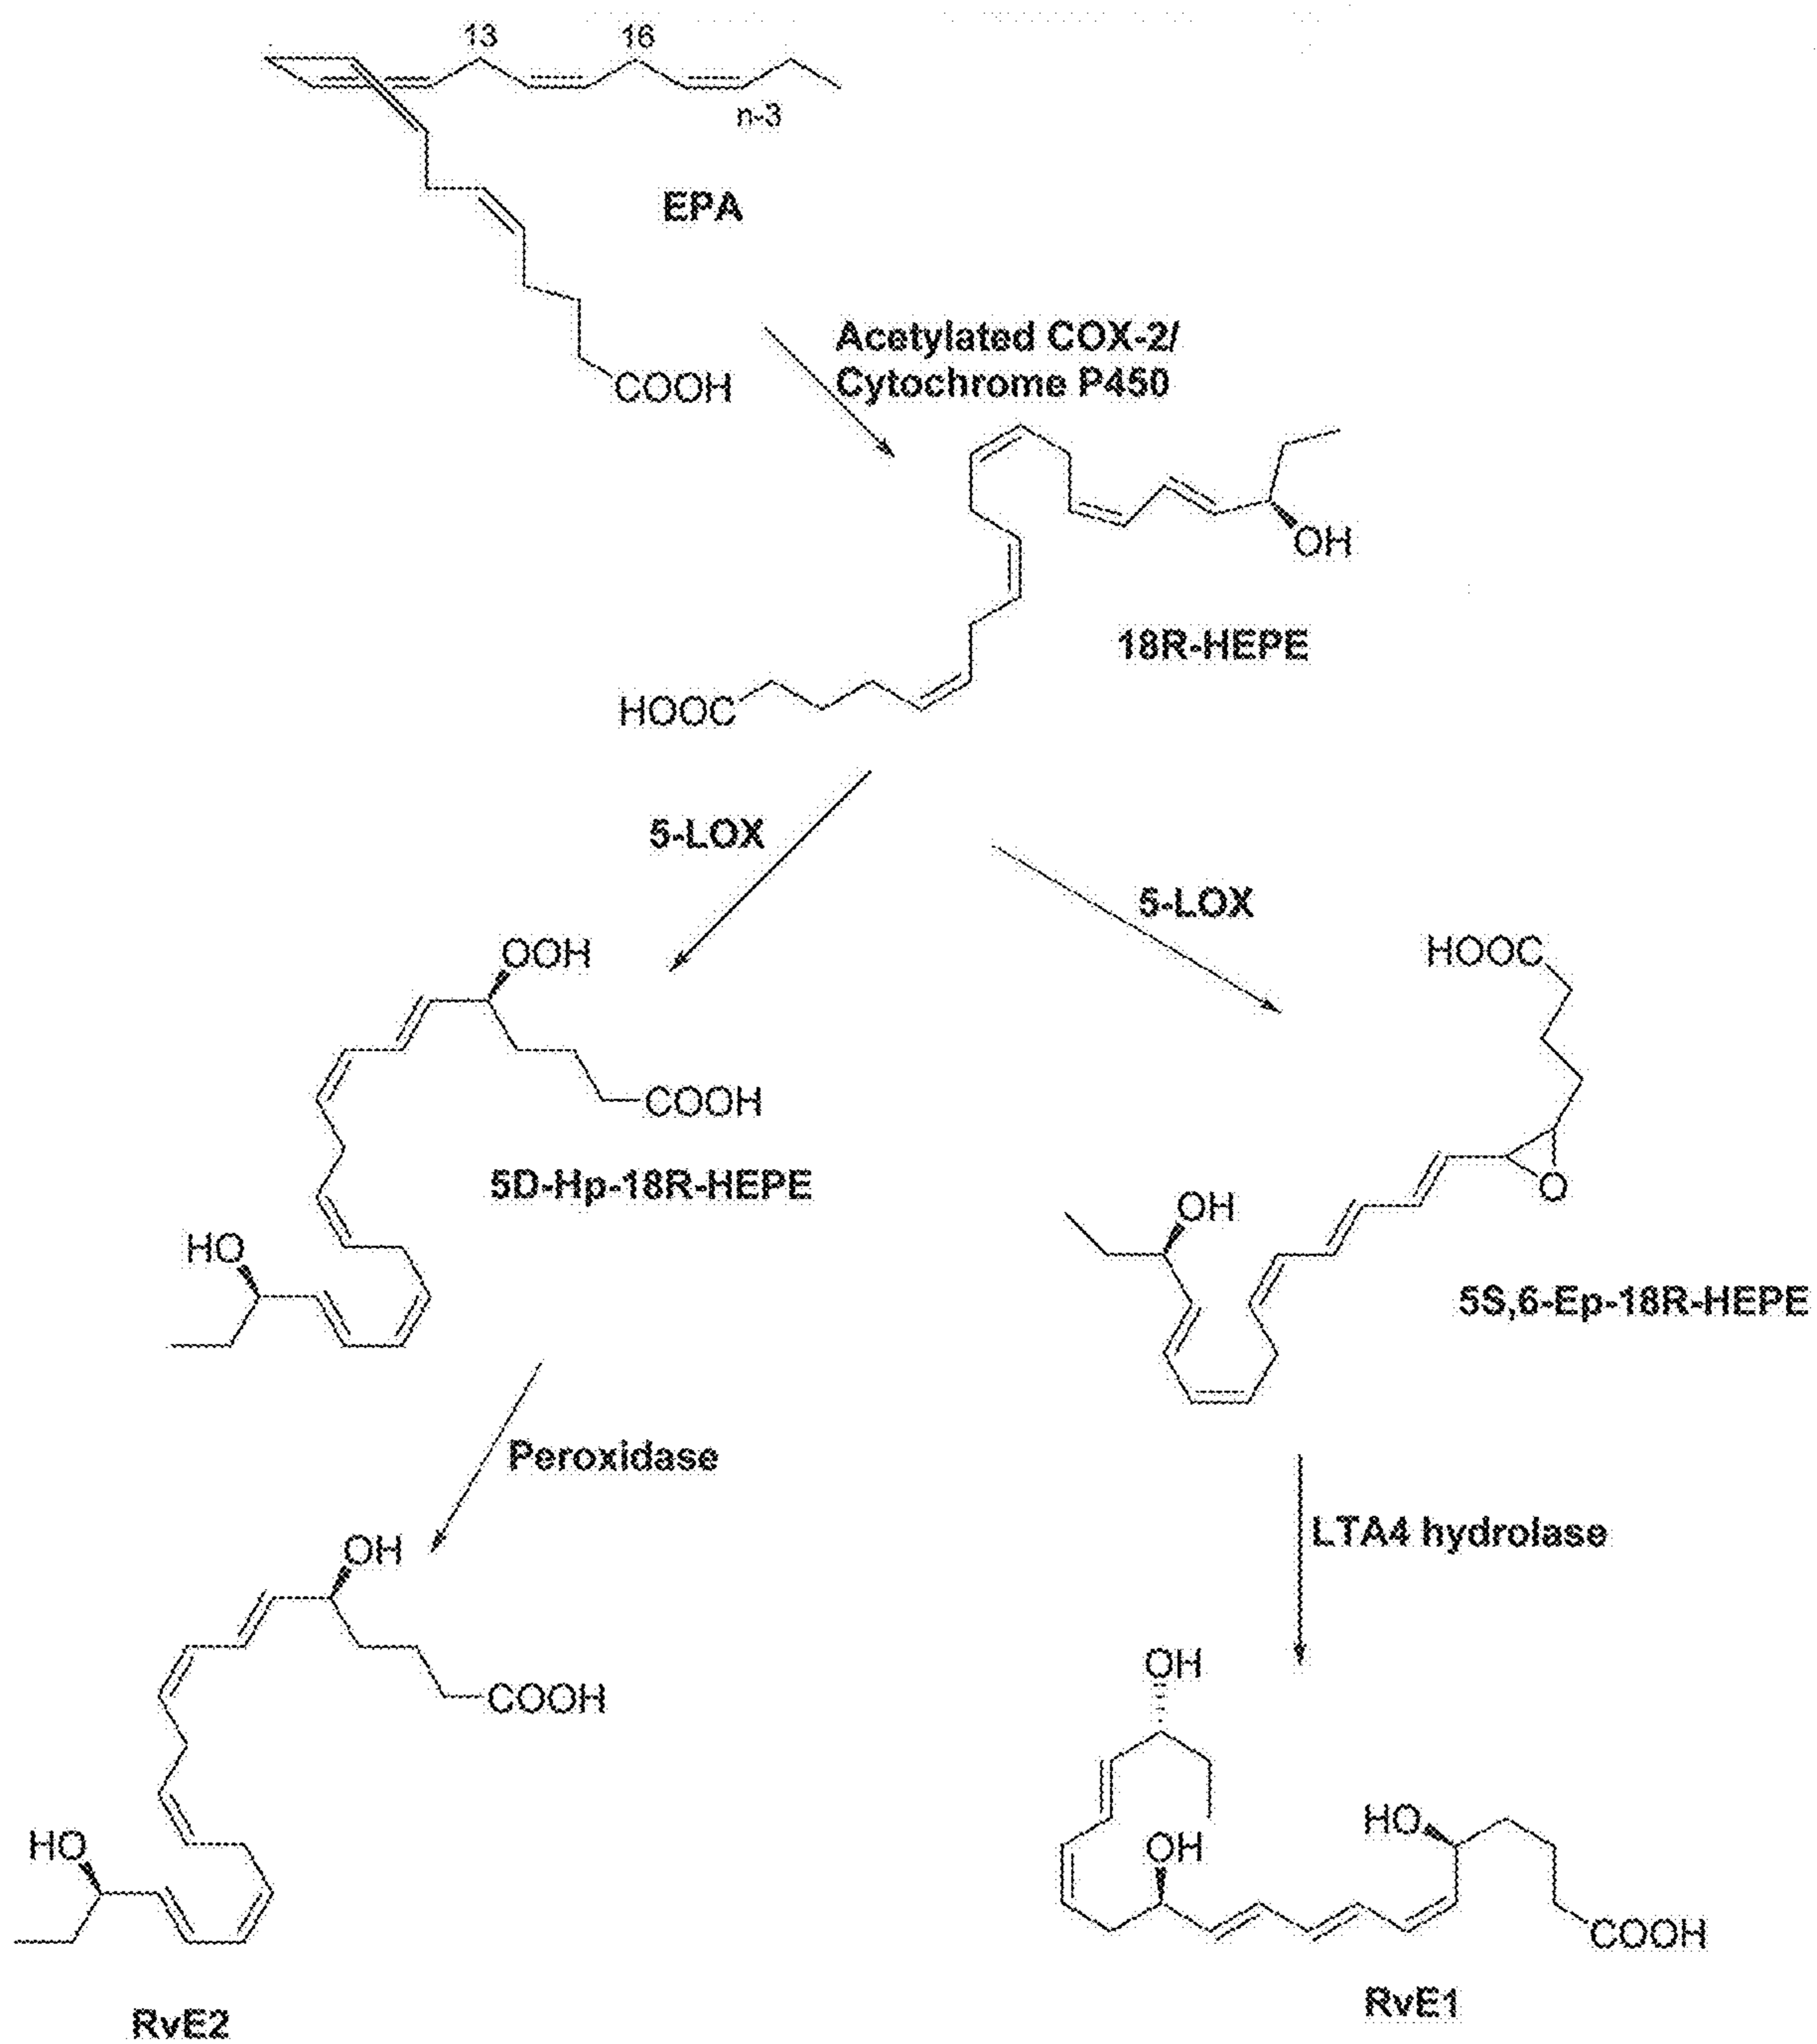 13
16
n-3
EPA
COOH
Acetylated COX-2/
Cytochrome P450
OH
18R-HEPE
HOOC
5-LOX
5-LOX
OOH
HOOC
COOH
5D-Hp-18R-HEPE
O
OH
HO
5S,6-Ep-18R-HEPE
Peroxidase
LTA4 hydrolase
OH
OH
COOH
HO
OH
HO
COOH
RvE1
RvE2